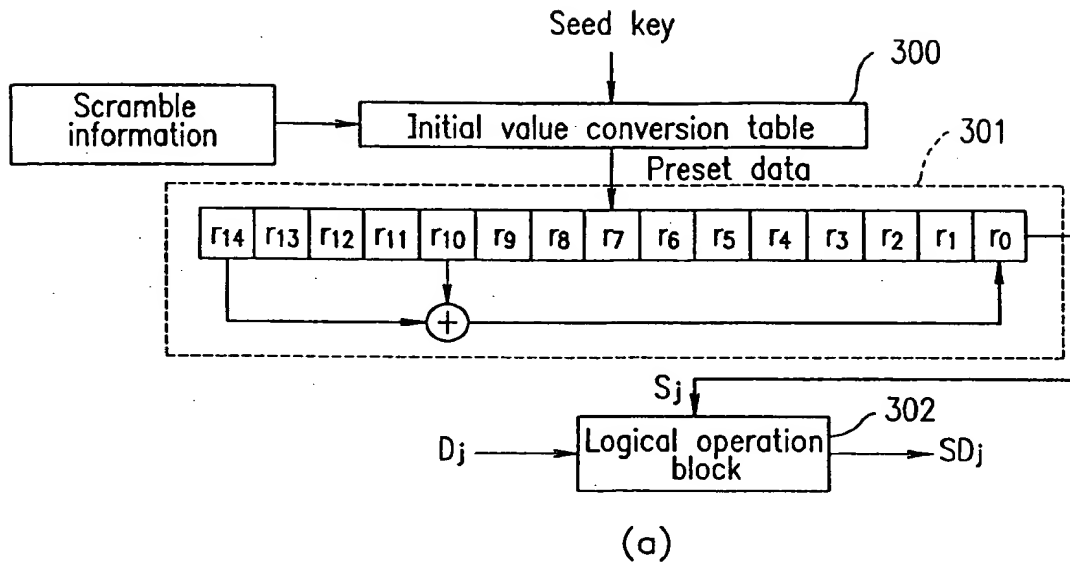 Seed key
300
Scramble
information
Initial value conversion table
301
Preset data
r14 r13 r12 r11 r10 r9 r8 r7 r6 r5 r4 r3 r2 r1 r0
+
Sj
302
Dj
Logical operation
block
SDj
(a)